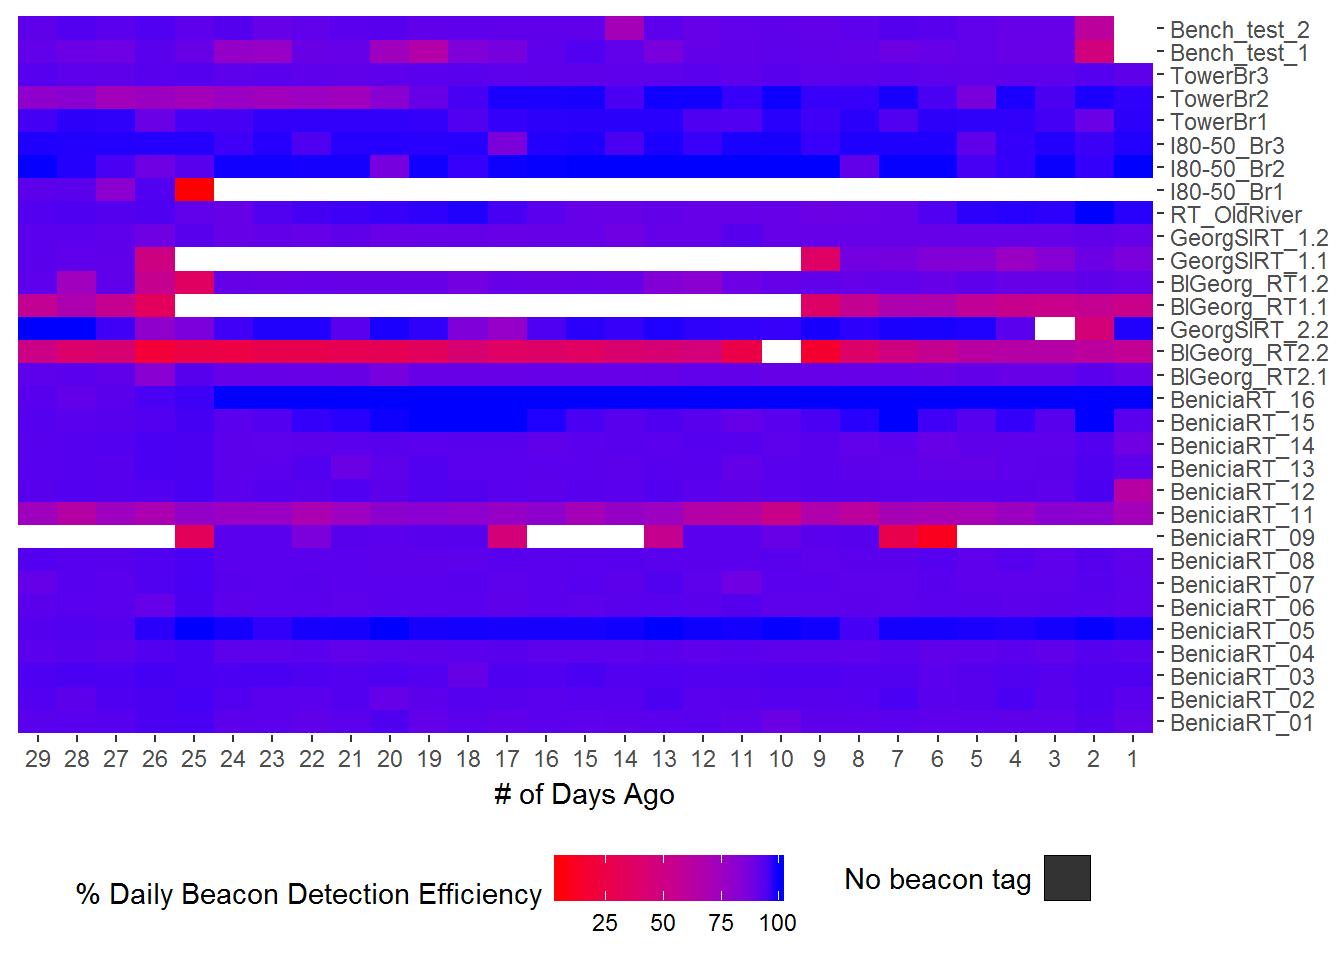 Bench_test_2
Bench_test_1
TowerBr3
TowerBr2
TowerBr1
I80-50_Br3
I80-50_Br2
I80-50_Br1
RT_OldRiver
GeorgSlRT_1.2
GeorgSlRT_1.1
BlGeorg_RT1.2
BlGeorg_RT1.1
GeorgSlRT_2.2
BlGeorg_RT2.2
BlGeorg_RT2.1
BeniciaRT_16
BeniciaRT_15
BeniciaRT_14
BeniciaRT_13
BeniciaRT_12
BeniciaRT_11
BeniciaRT_09
BeniciaRT_08
BeniciaRT_07
BeniciaRT_06
BeniciaRT_05
BeniciaRT_04
BeniciaRT_03
BeniciaRT_02
BeniciaRT_01
29 28 27 26 25 24 23 22 21 20 19 18 17 16 15 14 13 12 11 10 9 8 7 6 5 4 3 2 1
# of Days Ago
% Daily Beacon Detection Efficiency
25 50 75 100
No beacon tag